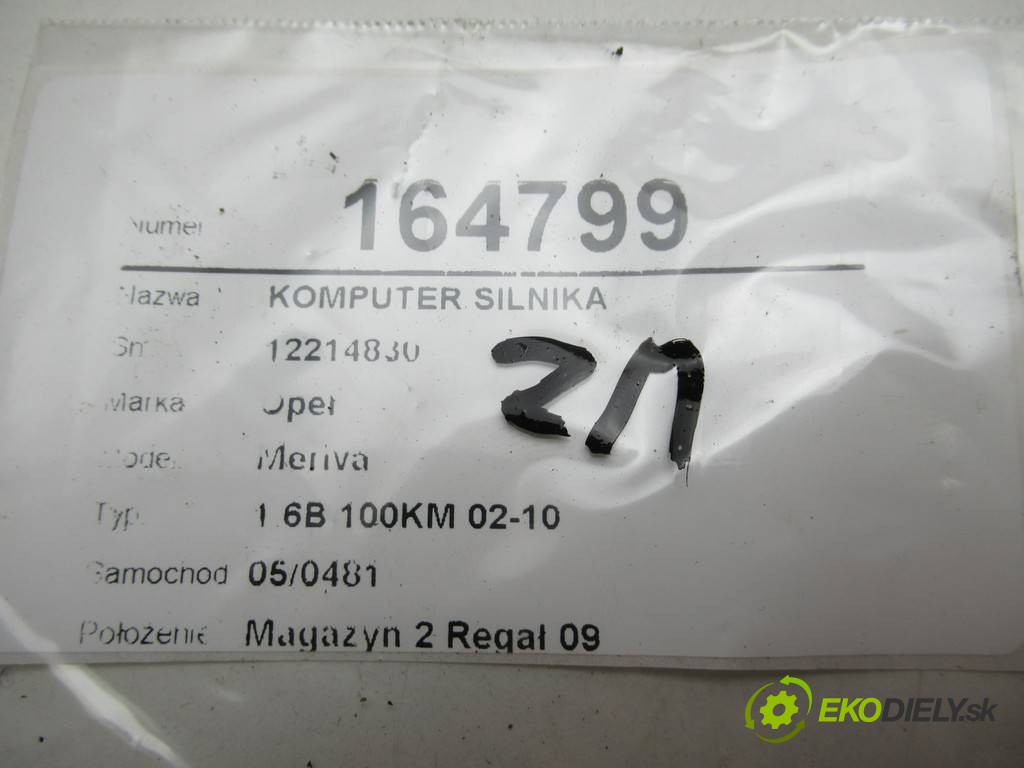 Numer 164799
Nazwa KOMPUTER SILNIKA
12214830
Marka Opel
Model Meriva
Typ 1.6B 100KM 02-10
Samochod 05/0481
Położenie Magazyn 2 Regał 09
EKODIELY.sk